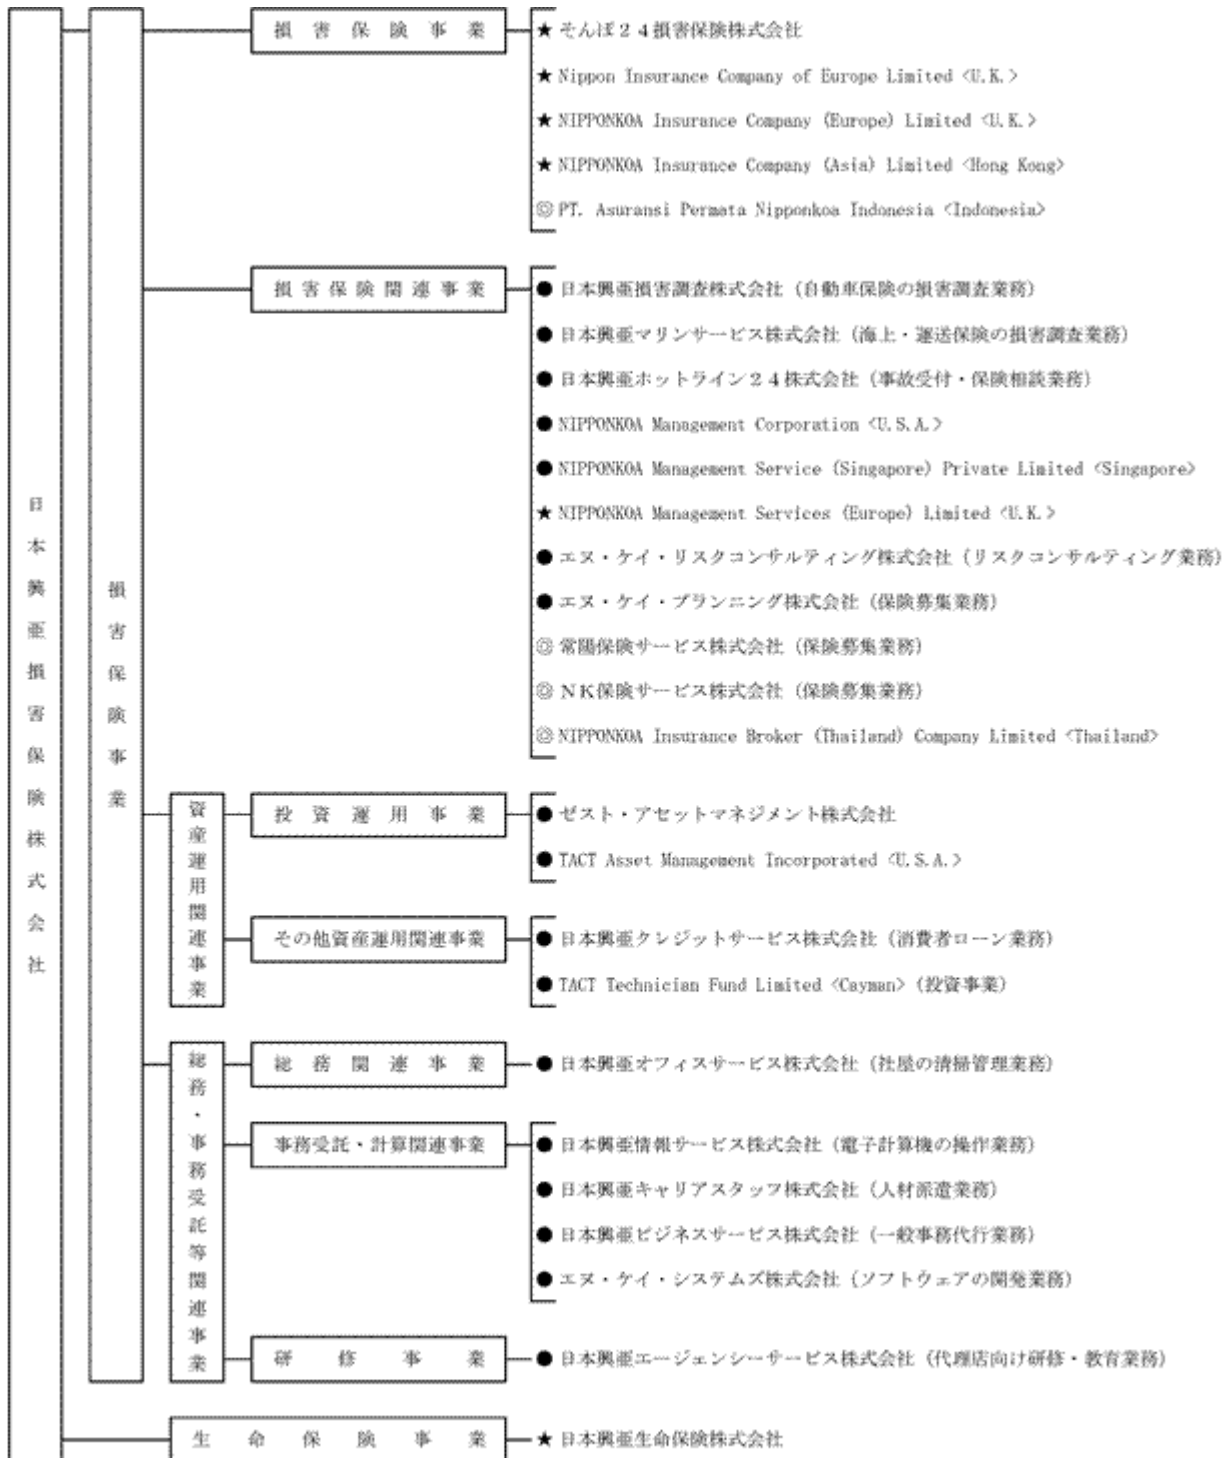 日本興亜損害保険株式会社
損害保険事業
損害保険事業
★ そんぽ２４損害保険株式会社
★ Nippon Insurance Company of Europe Limited <U.K.>
★ NIPPONKOA Insurance Company (Europe) Limited <U.K.>
★ NIPPONKOA Insurance Company (Asia) Limited <Hong Kong>
◎ PT. Asuransi Permata Nipponkoa Indonesia <Indonesia>
損害保険関連事業
● 日本興亜損害調査株式会社（自動車保険の損害調査業務）
● 日本興亜マリンサービス株式会社（海上・運送保険の損害調査業務）
● 日本興亜ホットライン２４株式会社（事故受付・保険相談業務）
● NIPPONKOA Management Corporation <U.S.A.>
● NIPPONKOA Management Service (Singapore) Private Limited <Singapore>
★ NIPPONKOA Management Services (Europe) Limited <U.K.>
● エヌ・ケイ・リスクコンサルティング株式会社（リスクコンサルティング業務）
● エヌ・ケイ・プランニング株式会社（保険募集業務）
◎ 常陽保険サービス株式会社（保険募集業務）
◎ ＮＫ保険サービス株式会社（保険募集業務）
◎ NIPPONKOA Insurance Broker (Thailand) Company Limited <Thailand>
資産運用関連事業
投資運用事業
● ゼスト・アセットマネジメント株式会社
● TACT Asset Management Incorporated <U.S.A.>
その他資産運用関連事業
● 日本興亜クレジットサービス株式会社（消費者ローン業務）
● TACT Technician Fund Limited <Cayman>（投資事業）
総務・事務受託等関連事業
総務関連事業
● 日本興亜オフィスサービス株式会社（社屋の清掃管理業務）
事務受託・計算関連事業
● 日本興亜情報サービス株式会社（電子計算機の操作業務）
● 日本興亜キャリアスタッフ株式会社（人材派遣業務）
● 日本興亜ビジネスサービス株式会社（一般事務代行業務）
● エヌ・ケイ・システムズ株式会社（ソフトウェアの開発業務）
研修事業
● 日本興亜エージェンシーサービス株式会社（代理店向け研修・教育業務）
生命保険事業
★ 日本興亜生命保険株式会社